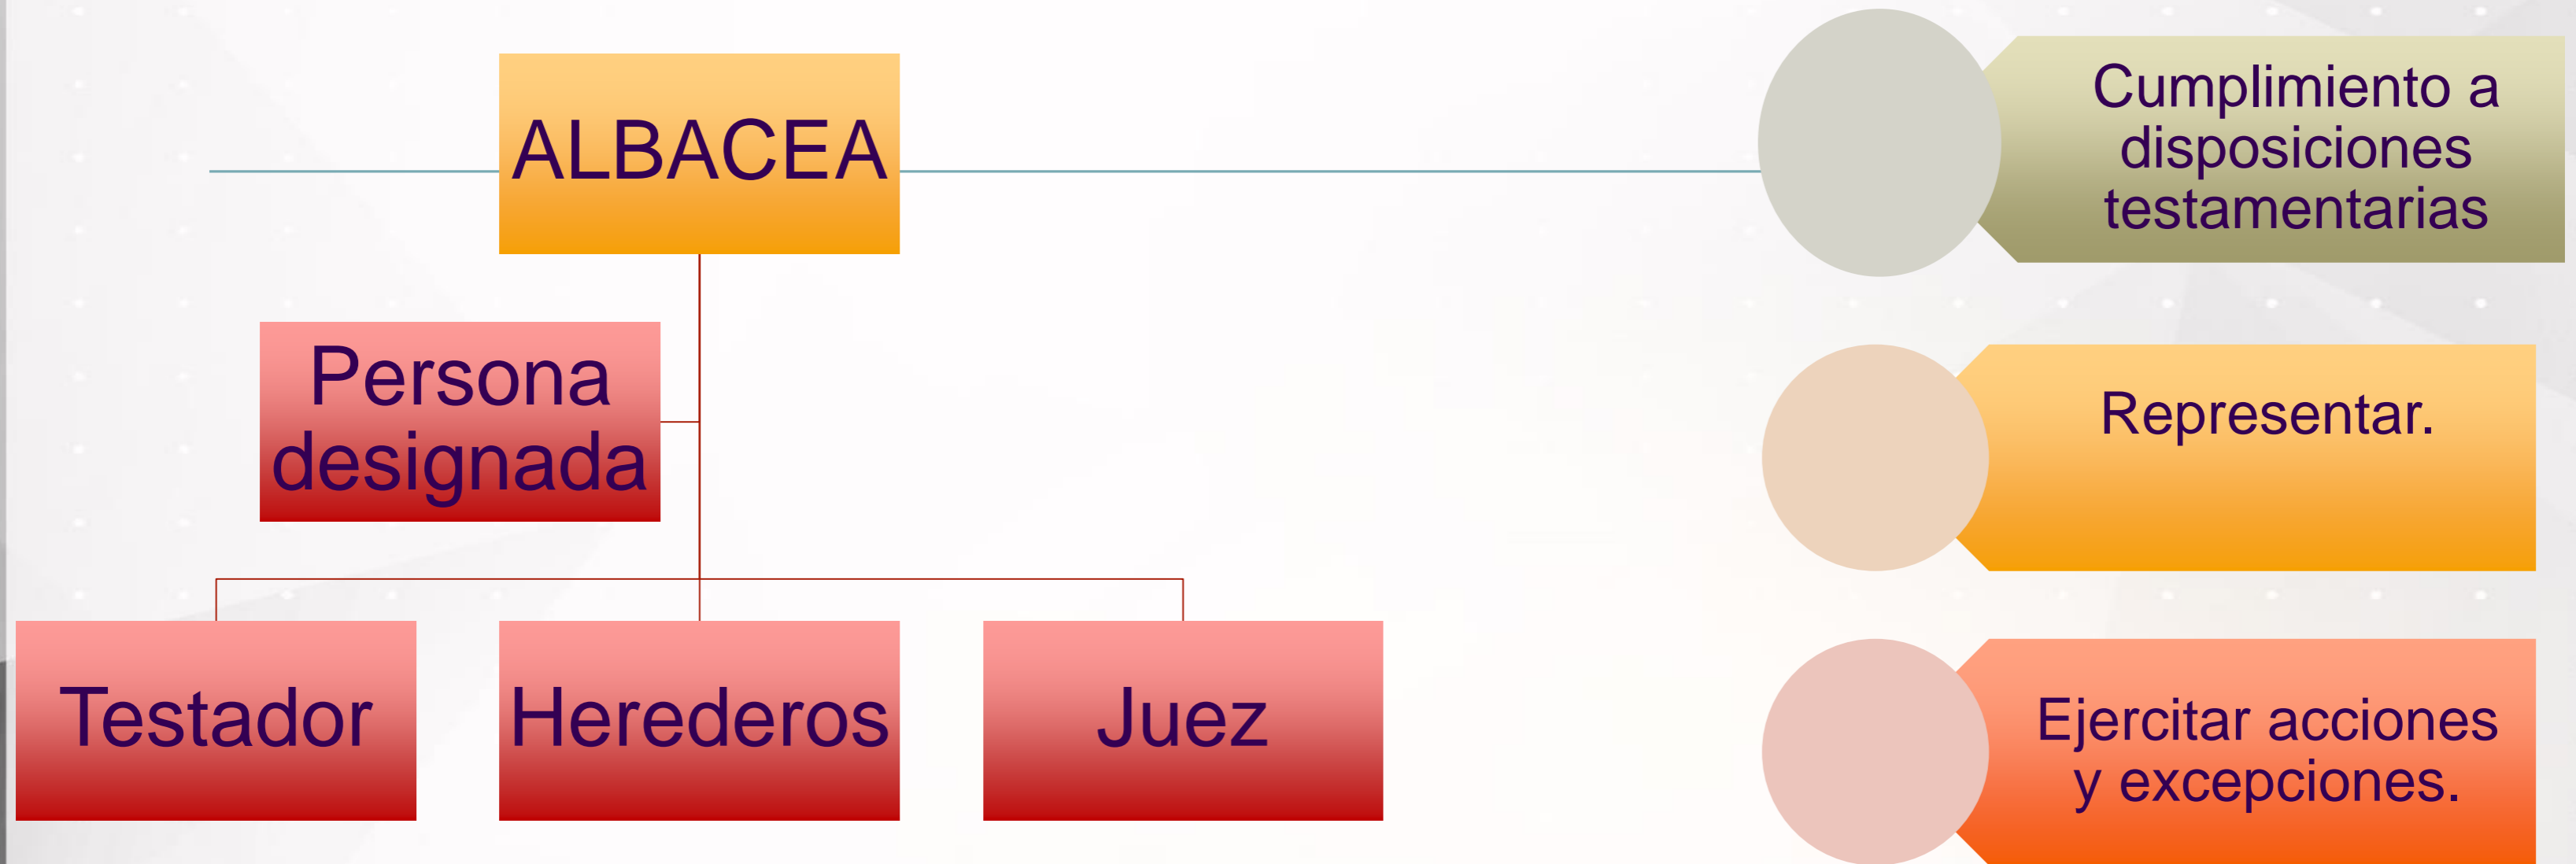 ALBACEA
Persona
designada
Testador
Herederos
Juez
Cumplimiento a
disposiciones
testamentarias
Representar.
Ejercitar acciones
y excepciones.